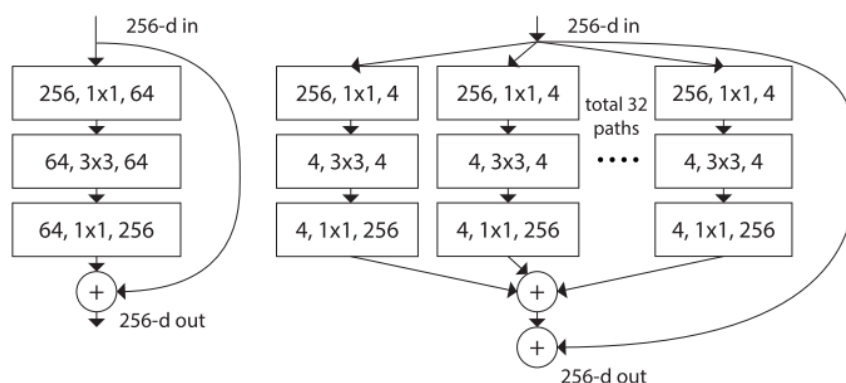 256-d in
256, 1x1, 64
64, 3x3, 64
64, 1x1, 256
+
256-d out
256-d in
256, 1x1, 4
256, 1x1, 4
total 32
paths
256, 1x1, 4
4, 3x3, 4
4, 3x3, 4
....
4, 3x3, 4
4, 1x1, 256
4, 1x1, 256
4, 1x1, 256
+
+
256-d out